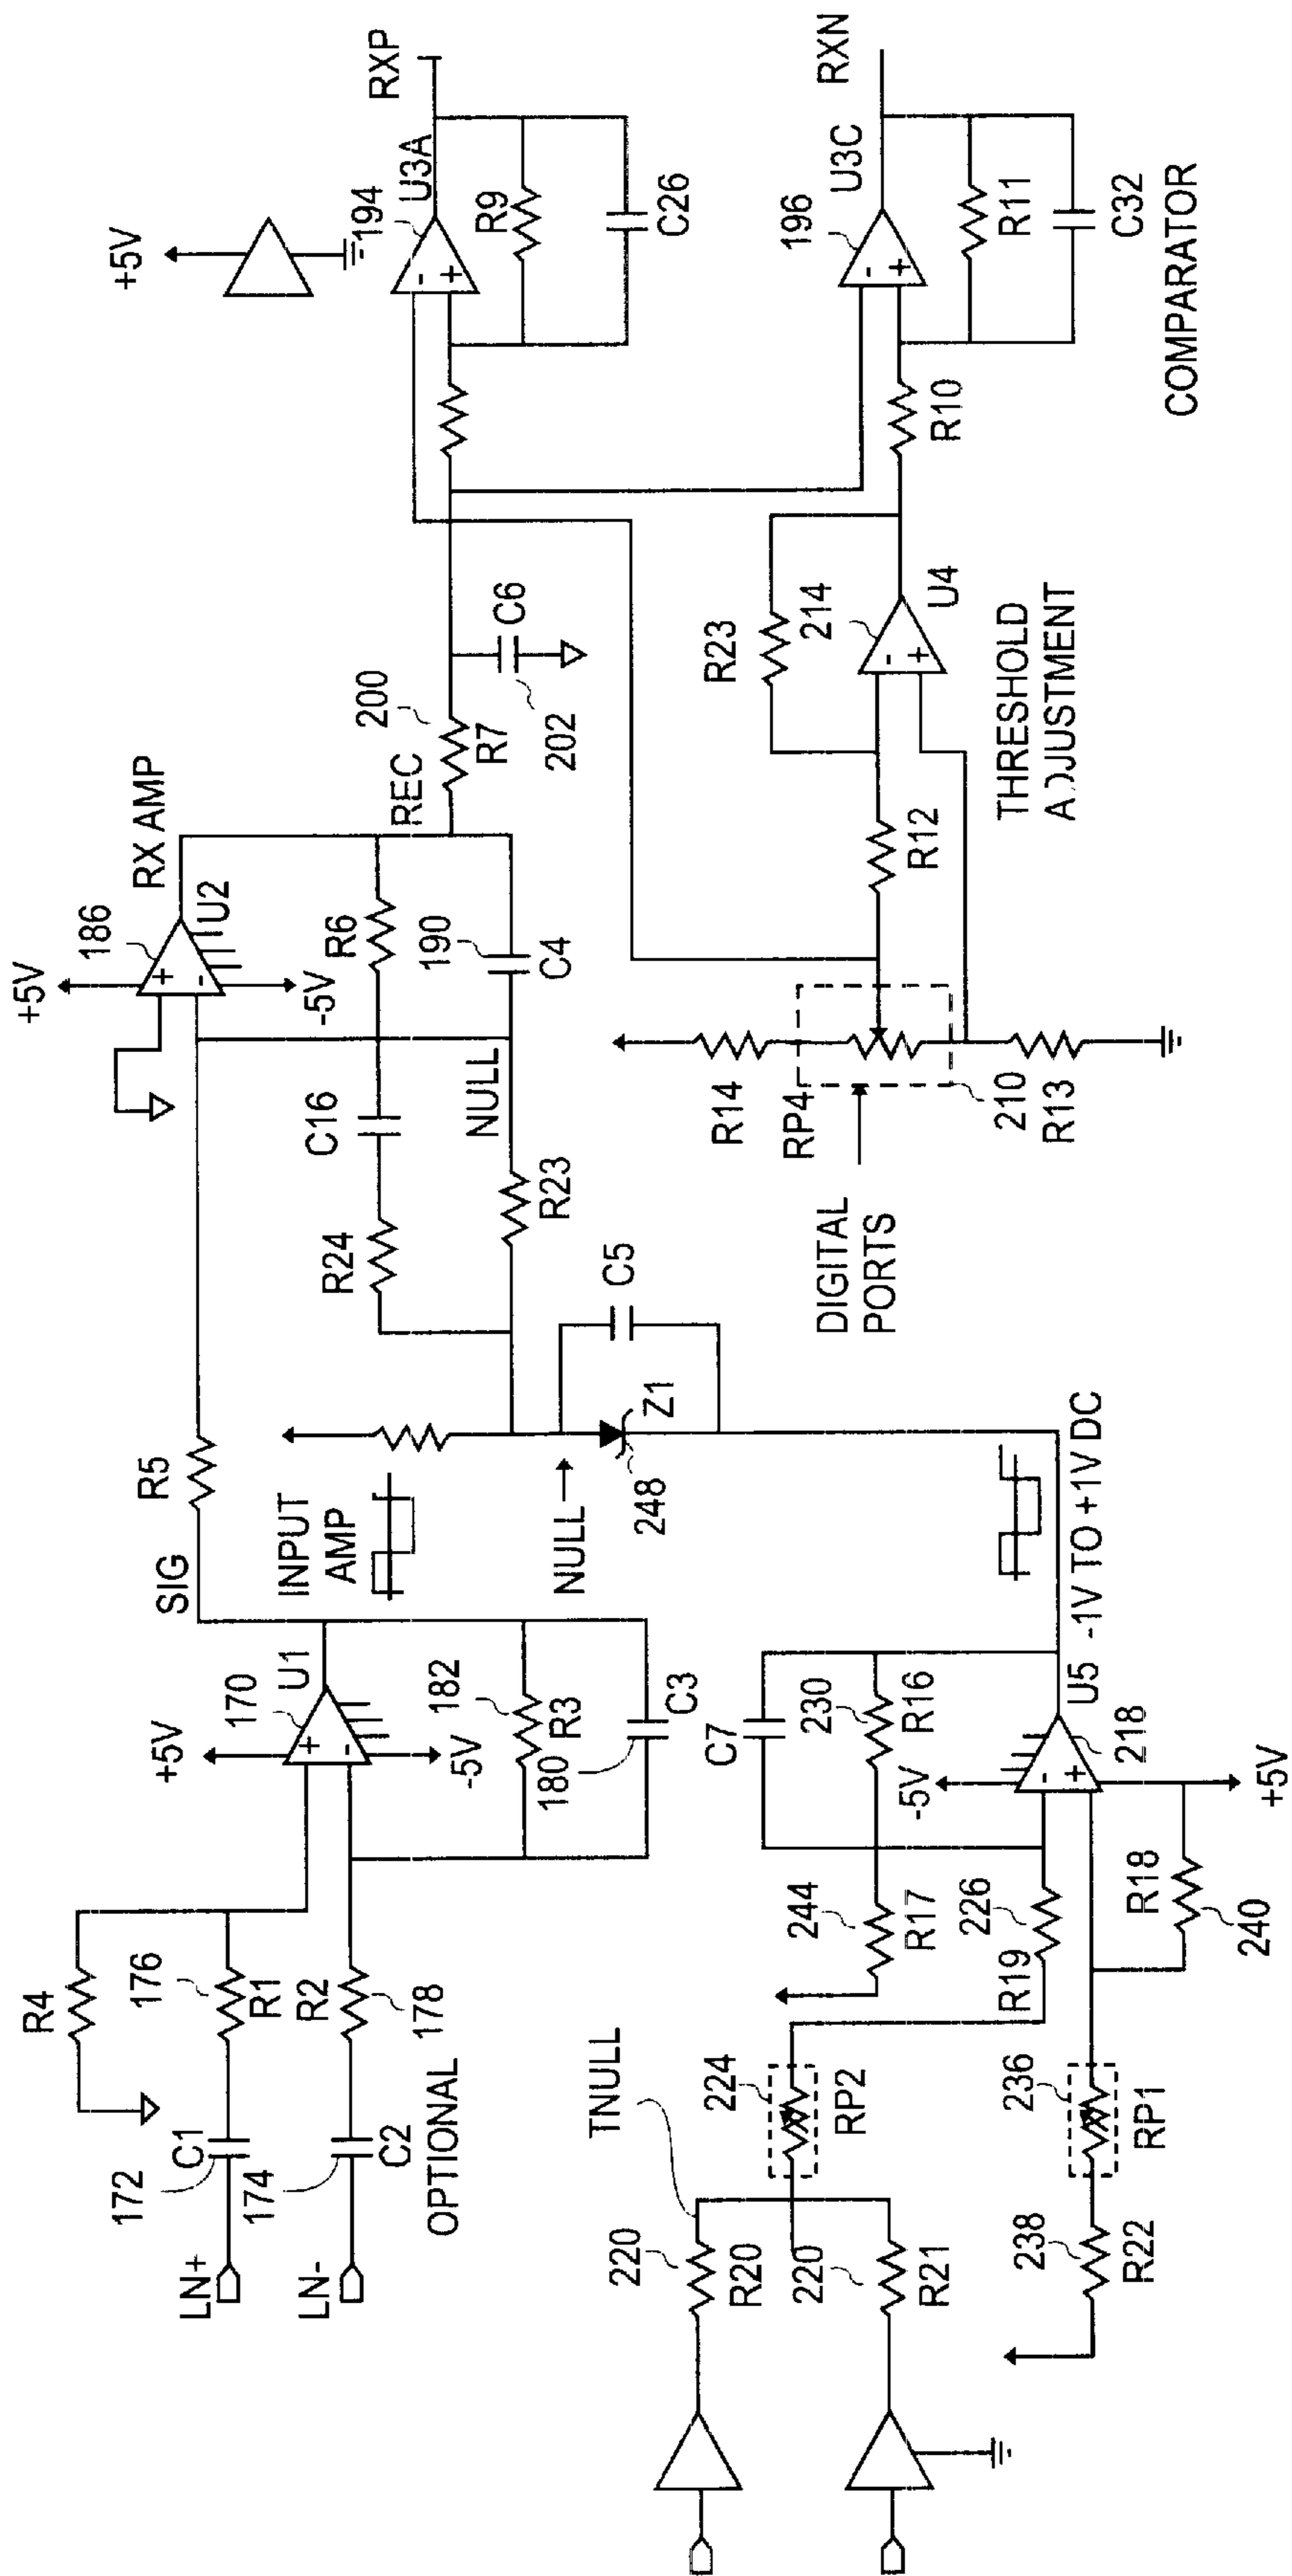 LN+
172
C1
R4
176
R1
LN-
174
C2
R2
178
OPTIONAL
+5V
170
U1
-5V
182
R3
180
C3
SIG
R5
INPUT
AMP
+5V
186
RX AMP
U2
-5V
R24
C16
R6
NULL
190
C4
R23
REC
200
R7
202
C6
NULL
248
Z1
C5
+5V
194
U3A
RXP
R9
C26
196
U3C
RXN
R10
R11
C32
COMPARATOR
DIGITAL
PORTS
RP4
R14
210
R13
R12
R23
214
U4
THRESHOLD
ADJUSTMENT
220
R20
220
R21
TNULL
224
RP2
244
R17
R19
226
C7
230
R16
-5V
U5
-1V TO +1V DC
218
+5V
R18
240
238
R22
236
RP1